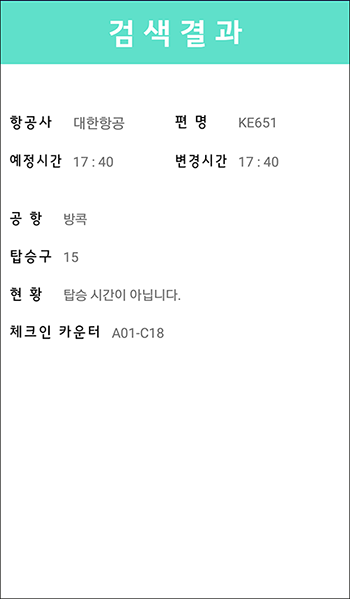 검색결과
항공사 대한항공 편 명 KE651
예정시간 17 : 40 변경시간 17 : 40
공 항 방콕
탑승구 15
현 황 탑승 시간이 아닙니다.
체크인 카운터 A01-C18